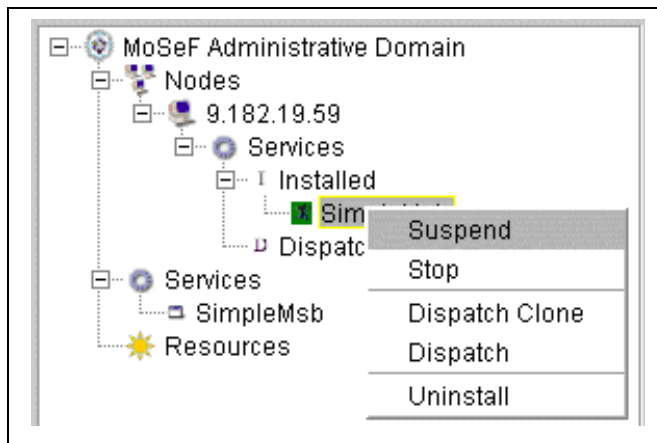 MoSeF Administrative Domain
Nodes
9.182.19.59
Services
I Installed
D
Services
SimpleMsb
Resources
Suspend
Stop
Dispatch Clone
Dispatch
Uninstall